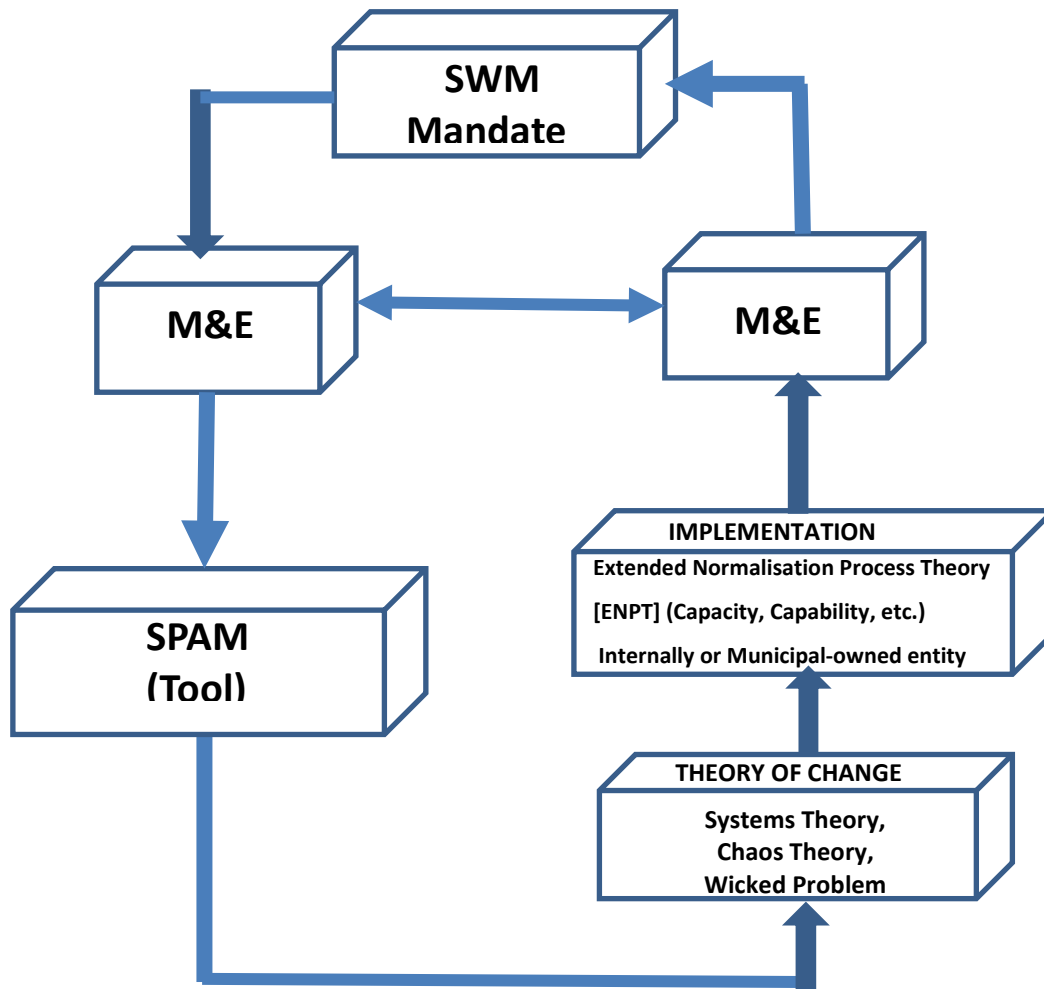 SWM
Mandate
M&E
M&E
IMPLEMENTATION
Extended Normalisation Process Theory
[ENPT] (Capacity, Capability, etc.)
Internally or Municipal-owned entity
SPAM
(Tool)
THEORY OF CHANGE
Systems Theory,
Chaos Theory,
Wicked Problem